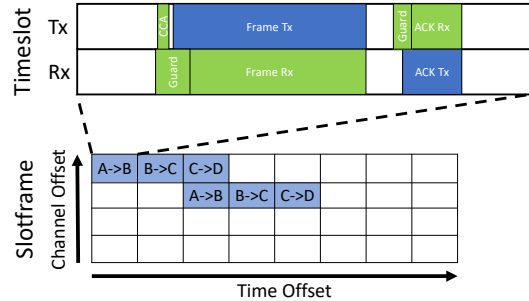 Timeslot
Tx
CCA
Frame Tx
Guard
ACK Rx
Rx
Guard
Frame Rx
ACK Tx
Slotframe
Channel Offset
A->B B->C C->D
A->B B->C C->D
Time Offset